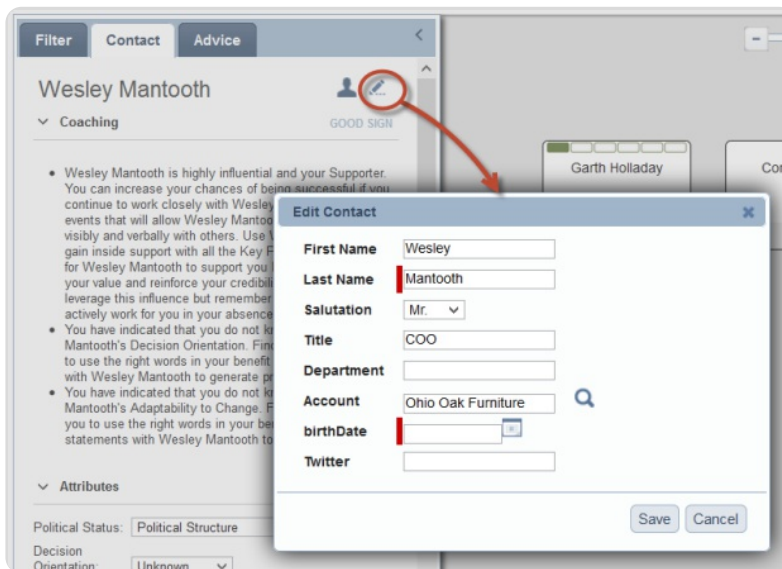 Filter Contact Advice
Wesley Mantooth
Coaching GOOD SIGN
Wesley Mantooth is highly influential and your Supporter.
You can increase your chances of being successful if you
continue to work closely with Wesley
events that will allow Wesley
visibly and verbally with others. Use
gain inside support with all the Key
for Wesley Mantooth to support you
your value and reinforce your
leverage this influence but remember
actively work for you in your absence
You have indicated that you do not
Mantooth's Decision Orientation.
to use the right words in your benefit
with Wesley Mantooth to generate
You have indicated that you do not
Mantooth's Adaptability to Change.
you to use the right words in your
statements with Wesley Mantooth to
Attributes
Political Status: Political Structure
Decision
Orientation: Unknown
Garth Holladay
Edit Contact
First Name Wesley
Last Name Mantooth
Salutation Mr.
Title COO
Department
Account Ohio Oak Furniture
birthDate
Twitter
Save Cancel